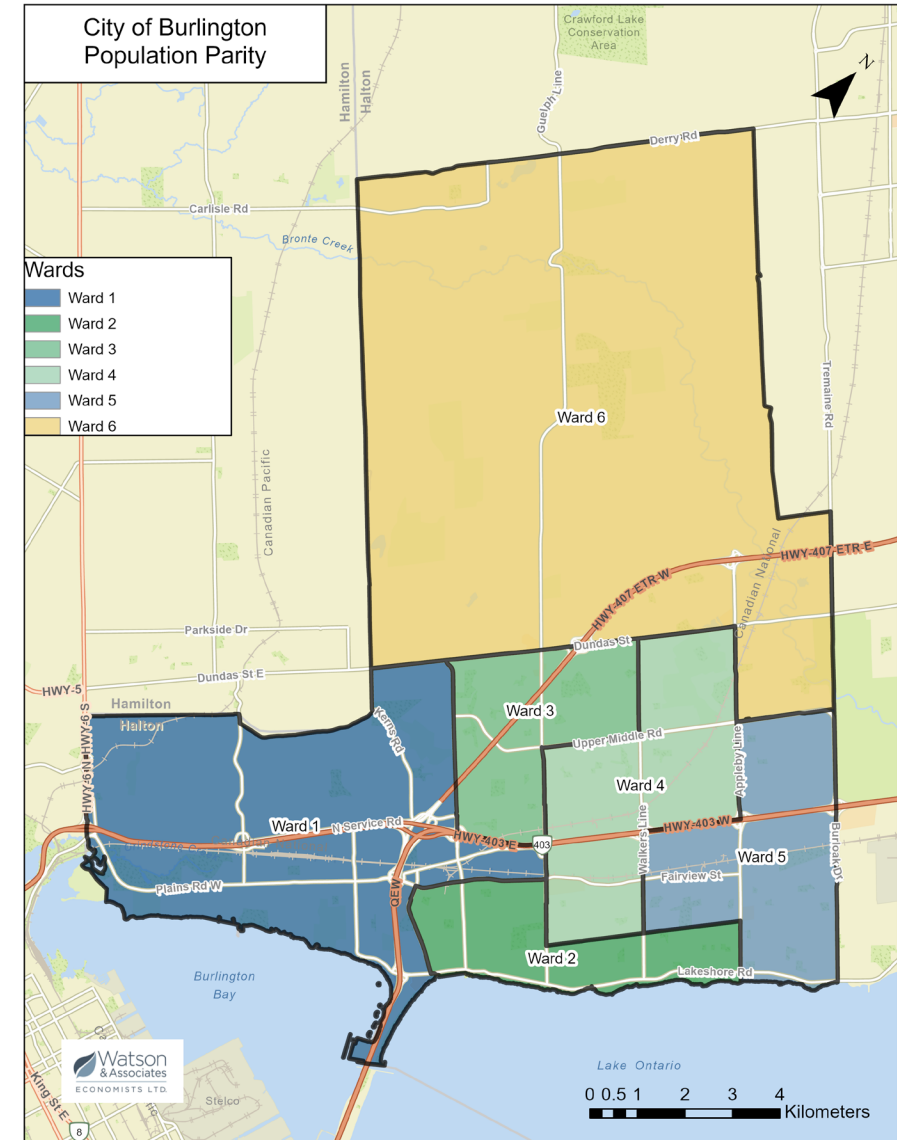 City of Burlington
Population Parity
Crawford Lake
Conservation
Area
N
Hamilton
Halton
Guelph Line
Derry Rd
Carlisle Rd
Bronte Creek
Wards
Ward 1
Ward 2
Ward 3
Ward 4
Ward 5
Ward 6
Tremaine Rd
Ward 6
Canadian Pacific
Canadian National
HWY-407-ETR E
HWY-407-ETR W
Parkside Dr
Dundas St
Dundas St E
HWY-5
Hamilton
Halton
HWY-6 S
HWY-6 N
Kerns Rd
Ward 3
Upper Middle Rd
Appleby Line
Ward 4
Walkers Line
Ward 1
N Service Rd
HWY-403 E
403
HWY-403 W
Burloak Dr
Ward 5
Fairview St
Plains Rd W
QEW
Ward 2
Lakeshore Rd
Burlington
Bay
Lake Ontario
Watson
& Associates
ECONOMISTS LTD.
King St E
Stelco
8
0 0.5 1 2 3 4
Kilometers